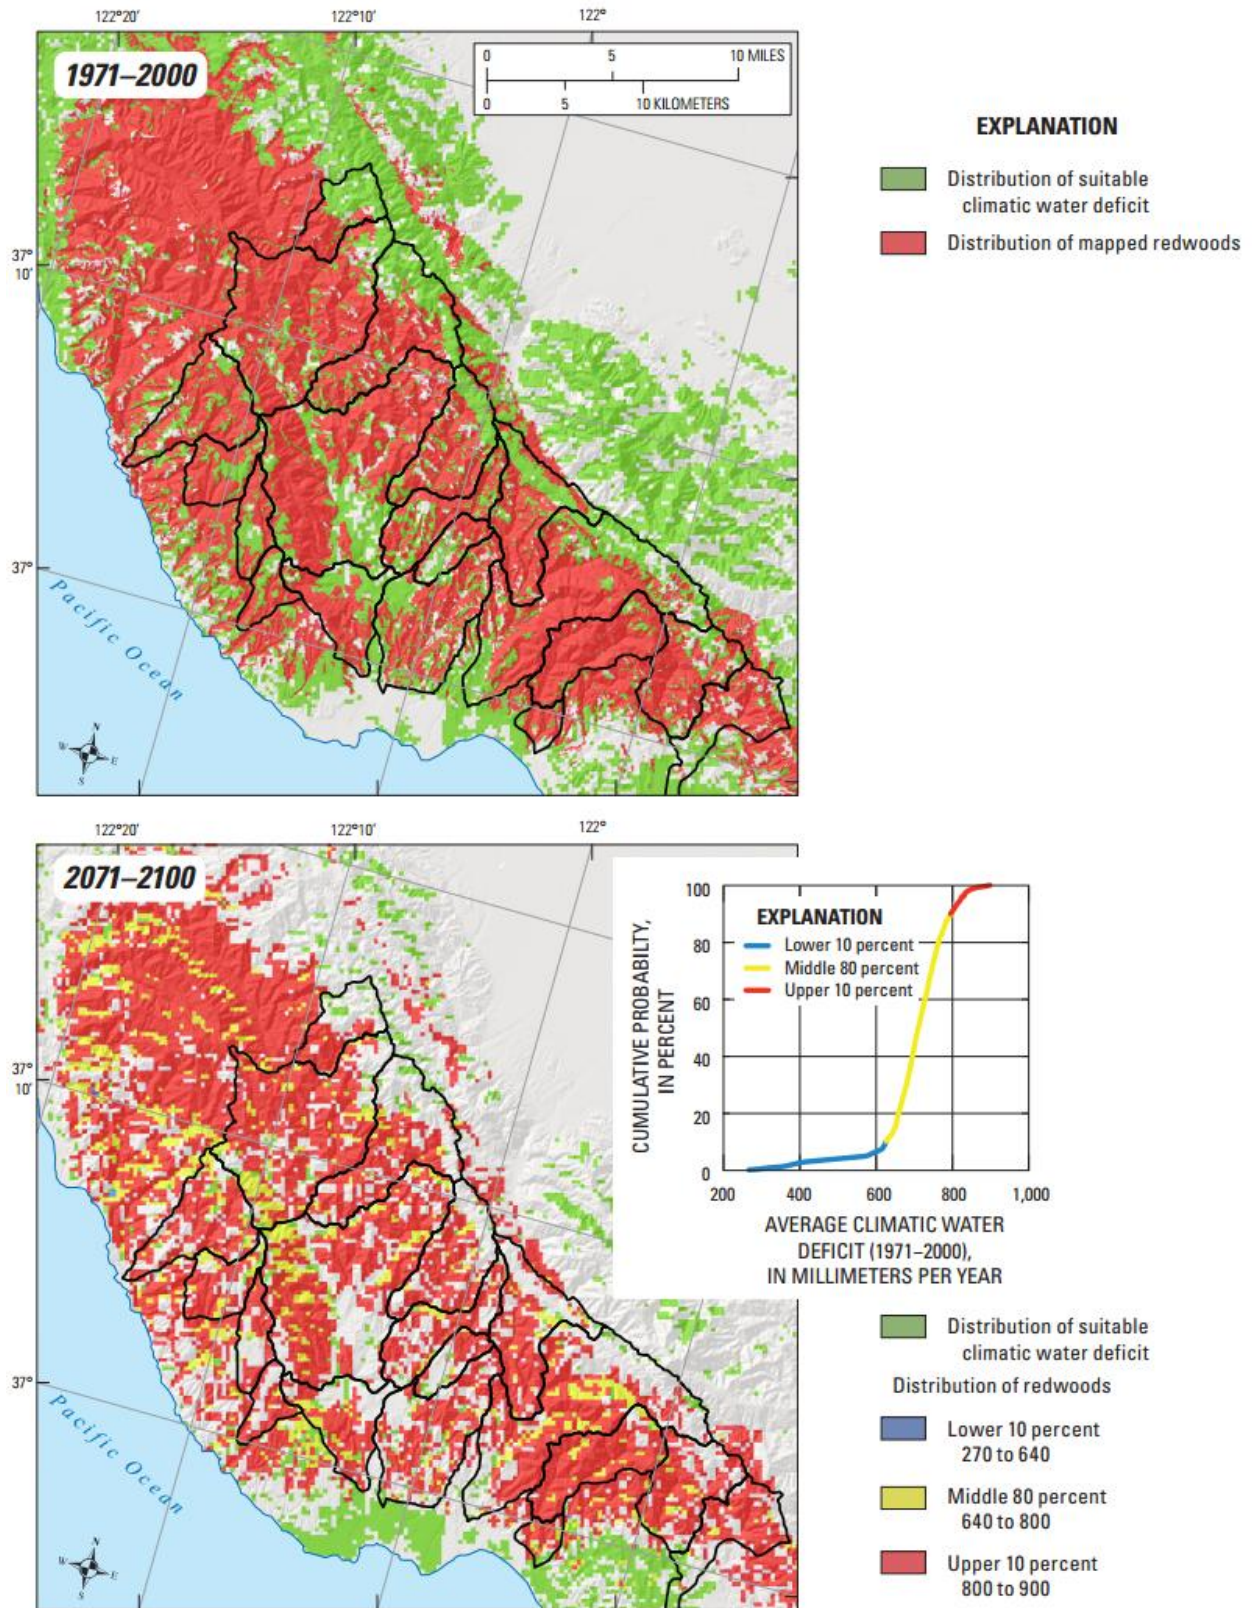 122°20' 122°10' 122°
1971–2000
0 5 10 MILES
0 5 10 KILOMETERS
37°
10'
37°
Pacific Ocean
N
W E
S
EXPLANATION
Distribution of suitable
climatic water deficit
Distribution of mapped redwoods
122°20' 122°10' 122°
2071–2100
37°
10'
37°
Pacific Ocean
N
W E
S
CUMULATIVE PROBABILTY,
IN PERCENT
100
80
60
40
20
0
EXPLANATION
Lower 10 percent
Middle 80 percent
Upper 10 percent
200 400 600 800 1,000
AVERAGE CLIMATIC WATER
DEFICIT (1971–2000),
IN MILLIMETERS PER YEAR
Distribution of suitable
climatic water deficit
Distribution of redwoods
Lower 10 percent
270 to 640
Middle 80 percent
640 to 800
Upper 10 percent
800 to 900